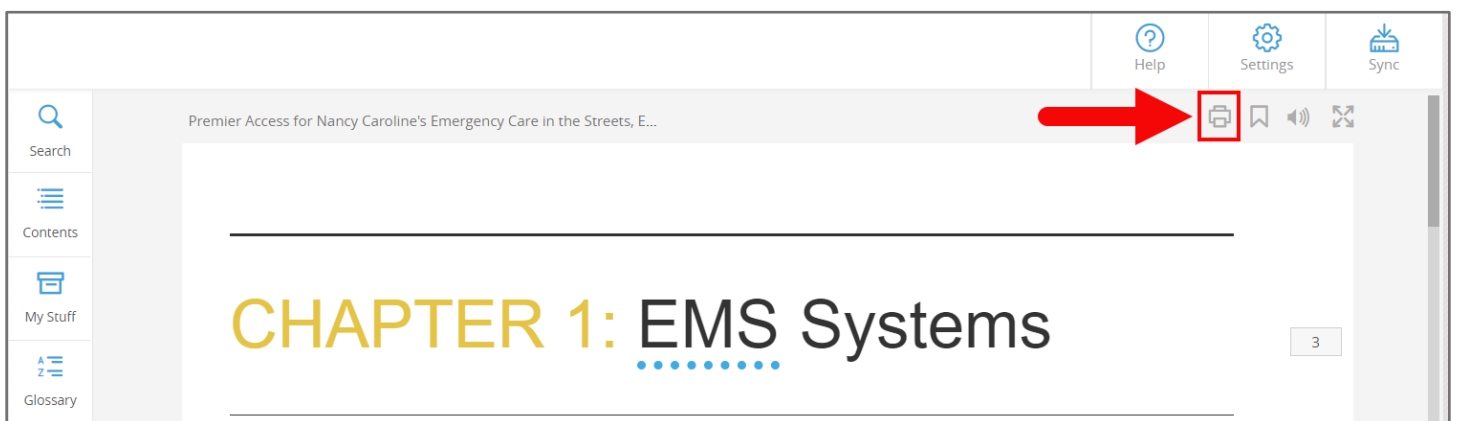 Help
Settings
Sync
Search
Premier Access for Nancy Caroline's Emergency Care in the Streets, E...
Contents
My Stuff
CHAPTER 1: EMS Systems
3
A
Z
Glossary